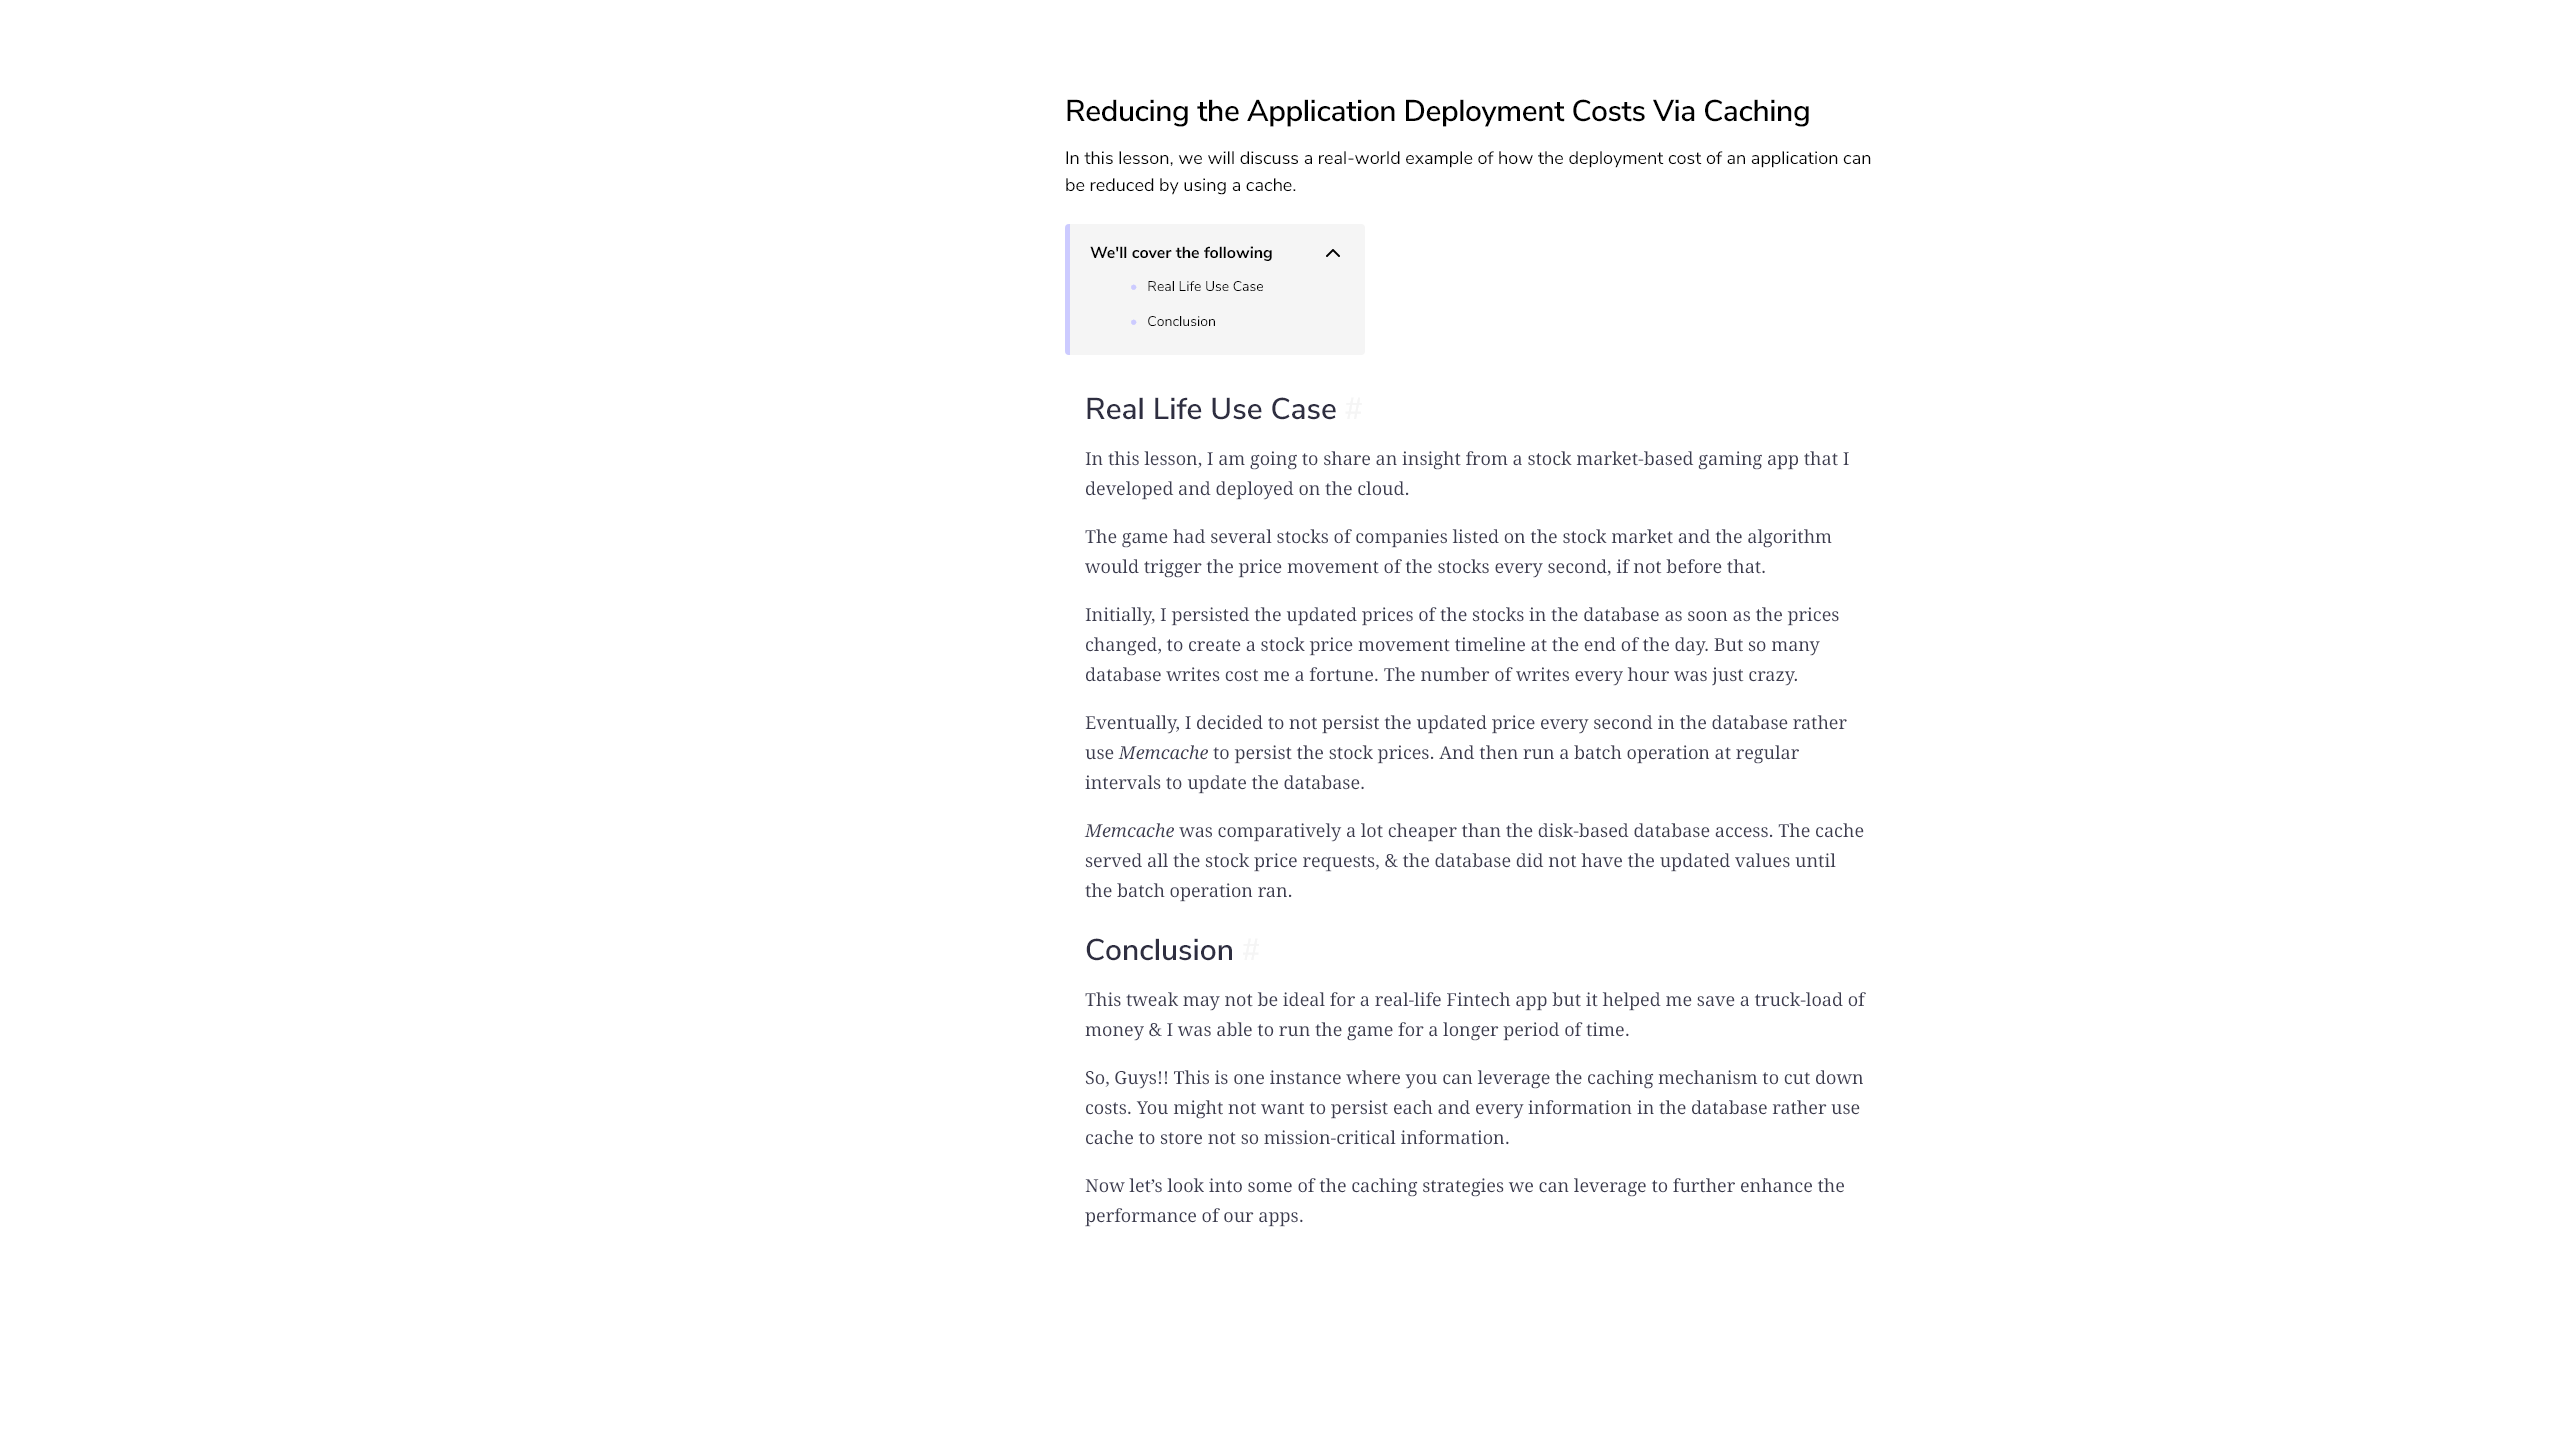 Reducing the Application Deployment Costs Via Caching
In this lesson, we will discuss a real-world example of how the deployment cost of an application can
be reduced by using a cache.
We'll cover the following
Real Life Use Case
Conclusion
Real Life Use Case #
In this lesson, I am going to share an insight from a stock market-based gaming app that I
developed and deployed on the cloud.
The game had several stocks of companies listed on the stock market and the algorithm
would trigger the price movement of the stocks every second, if not before that.
Initially, I persisted the updated prices of the stocks in the database as soon as the prices
changed, to create a stock price movement timeline at the end of the day. But so many
database writes cost me a fortune. The number of writes every hour was just crazy.
Eventually, I decided to not persist the updated price every second in the database rather
use Memcache to persist the stock prices. And then run a batch operation at regular
intervals to update the database.
Memcache was comparatively a lot cheaper than the disk-based database access. The cache
served all the stock price requests, & the database did not have the updated values until
the batch operation ran.
Conclusion #
This tweak may not be ideal for a real-life Fintech app but it helped me save a truck-load of
money & I was able to run the game for a longer period of time.
So, Guys!! This is one instance where you can leverage the caching mechanism to cut down
costs. You might not want to persist each and every information in the database rather use
cache to store not so mission-critical information.
Now let’s look into some of the caching strategies we can leverage to further enhance the
performance of our apps.